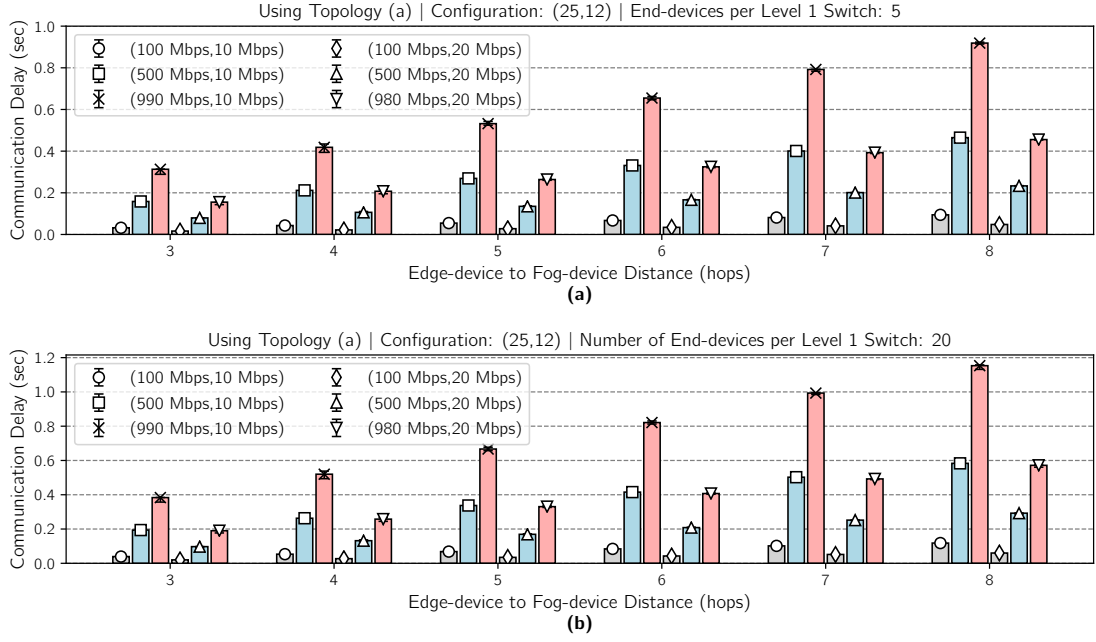 Using Topology (a) | Configuration: (25,12) | End-devices per Level 1 Switch: 5
Communication Delay (sec)
1.0
0.8
0.6
0.4
0.2
0.0
(100 Mbps,10 Mbps)
(500 Mbps,10 Mbps)
(990 Mbps,10 Mbps)
(100 Mbps,20 Mbps)
(500 Mbps,20 Mbps)
(980 Mbps,20 Mbps)
3 4 5 6 7 8
Edge-device to Fog-device Distance (hops)
(a)
Using Topology (a) | Configuration: (25,12) | Number of End-devices per Level 1 Switch: 20
Communication Delay (sec)
1.2
1.0
0.8
0.6
0.4
0.2
0.0
(100 Mbps,10 Mbps)
(500 Mbps,10 Mbps)
(990 Mbps,10 Mbps)
(100 Mbps,20 Mbps)
(500 Mbps,20 Mbps)
(980 Mbps,20 Mbps)
3 4 5 6 7 8
Edge-device to Fog-device Distance (hops)
(b)